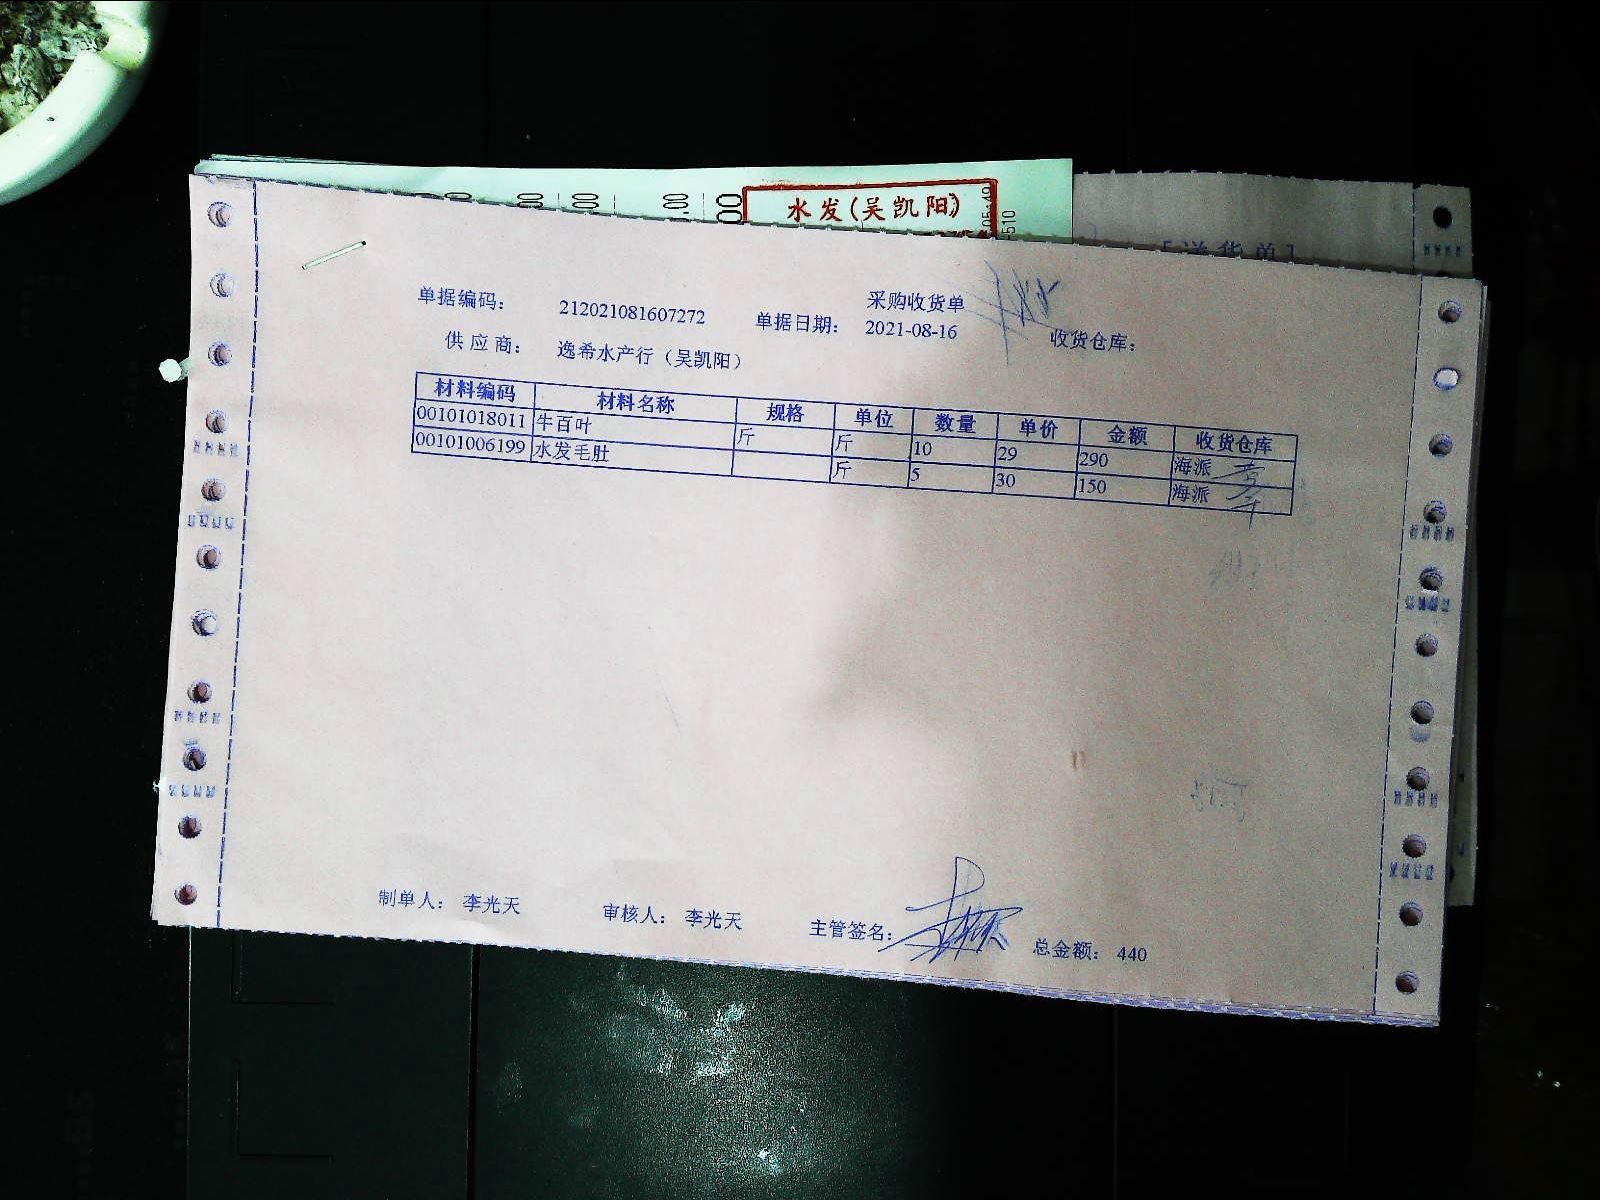 水发(吴凯阳)
[送货单]
采购收货单
单据编码： 212021081607272 单据日期： 2021-08-16 收货仓库：
供应商： 逸希水产行（吴凯阳）
材料编码 材料名称 规格 单位 数量 单价 金额 收货仓库
00101018011 牛百叶 斤 斤 10 29 290 海派
00101006199 水发毛肚 斤 5 30 150 海派
制单人： 李光天 审核人： 李光天 主管签名： 总金额： 440